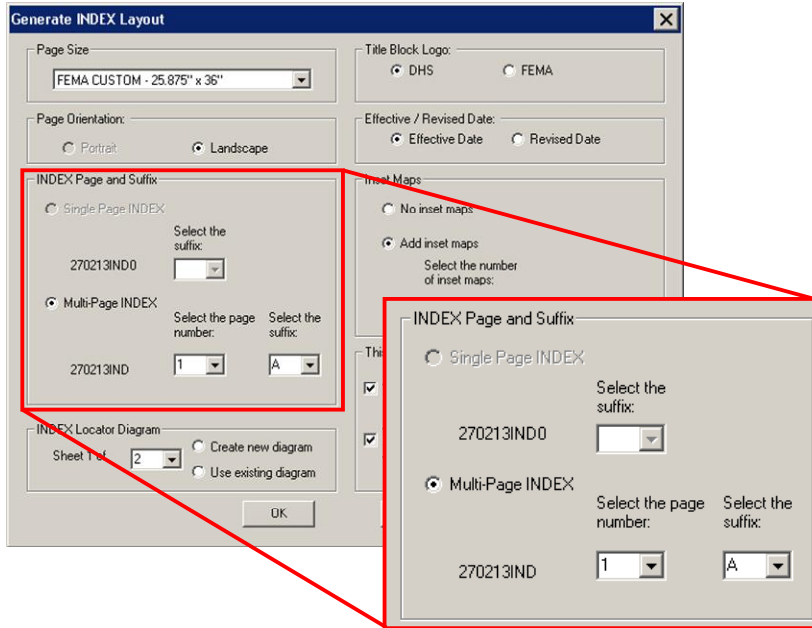 Generate INDEX Layout
Page Size
FEMA CUSTOM - 25.875" x 36"
Title Block Logo:
DHS
FEMA
Page Orientation:
Portrait
Landscape
Effective / Revised Date:
Effective Date
Revised Date
INDEX Page and Suffix
Single Page INDEX
Select the
suffix:
270213IND0
Multi-Page INDEX
Select the page
number:
Select the
suffix:
270213IND
1
A
Inset Maps
No inset maps
Add inset maps
Select the number
of inset maps:
Thi
INDEX Locator Diagram
Sheet 1 of
2
Create new diagram
Use existing diagram
OK
INDEX Page and Suffix
Single Page INDEX
Select the
suffix:
270213IND0
Multi-Page INDEX
Select the page
number:
Select the
suffix:
270213IND
1
A